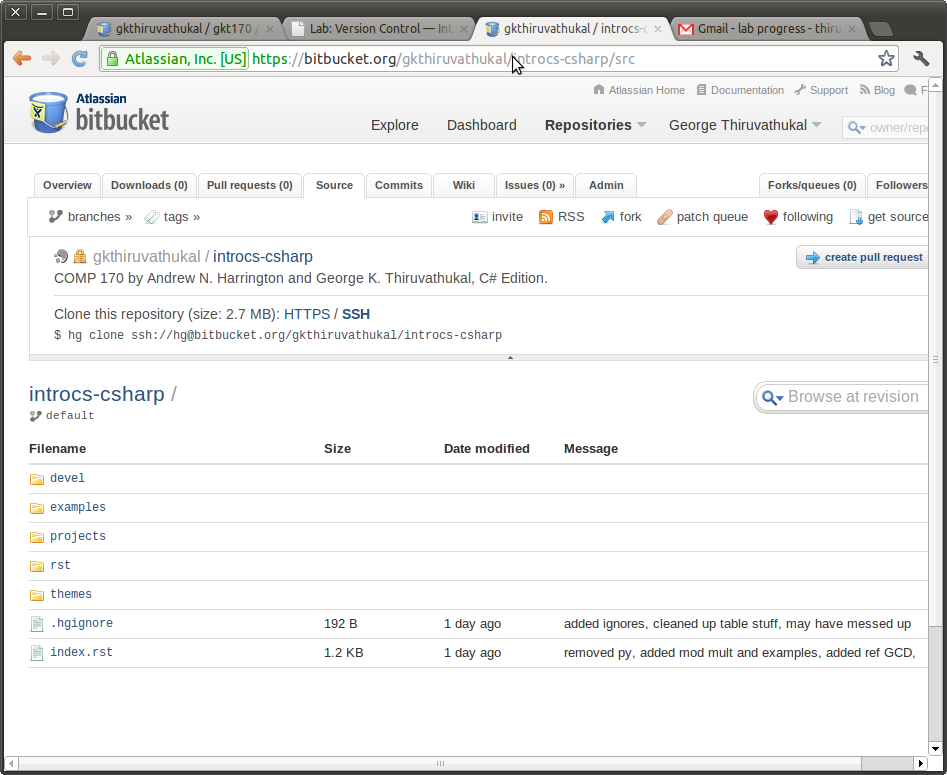 gkthiruvathukal / gkt170 / Lab: Version Control — Int gkthiruvathukal / introcs-c Gmail - lab progress - thiru
Atlassian, Inc. [US] https://bitbucket.org/gkthiruvathukal/introcs-csharp/src
Atlassian Home Documentation Support Blog F
Atlassian
bitbucket
Explore Dashboard Repositories George Thiruvathukal owner/repo
Overview Downloads (0) Pull requests (0) Source Commits Wiki Issues (0) » Admin Forks/queues (0) Followers
branches » tags » invite RSS fork patch queue following get source
gkthiruvathukal / introcs-csharp create pull request
COMP 170 by Andrew N. Harrington and George K. Thiruvathukal, C# Edition.
Clone this repository (size: 2.7 MB): HTTPS / SSH
$ hg clone ssh://hg@bitbucket.org/gkthiruvathukal/introcs-csharp
introcs-csharp / Browse at revision
default
Filename Size Date modified Message
devel
examples
projects
rst
themes
.hgignore 192 B 1 day ago added ignores, cleaned up table stuff, may have messed up
index.rst 1.2 KB 1 day ago removed py, added mod mult and examples, added ref GCD,